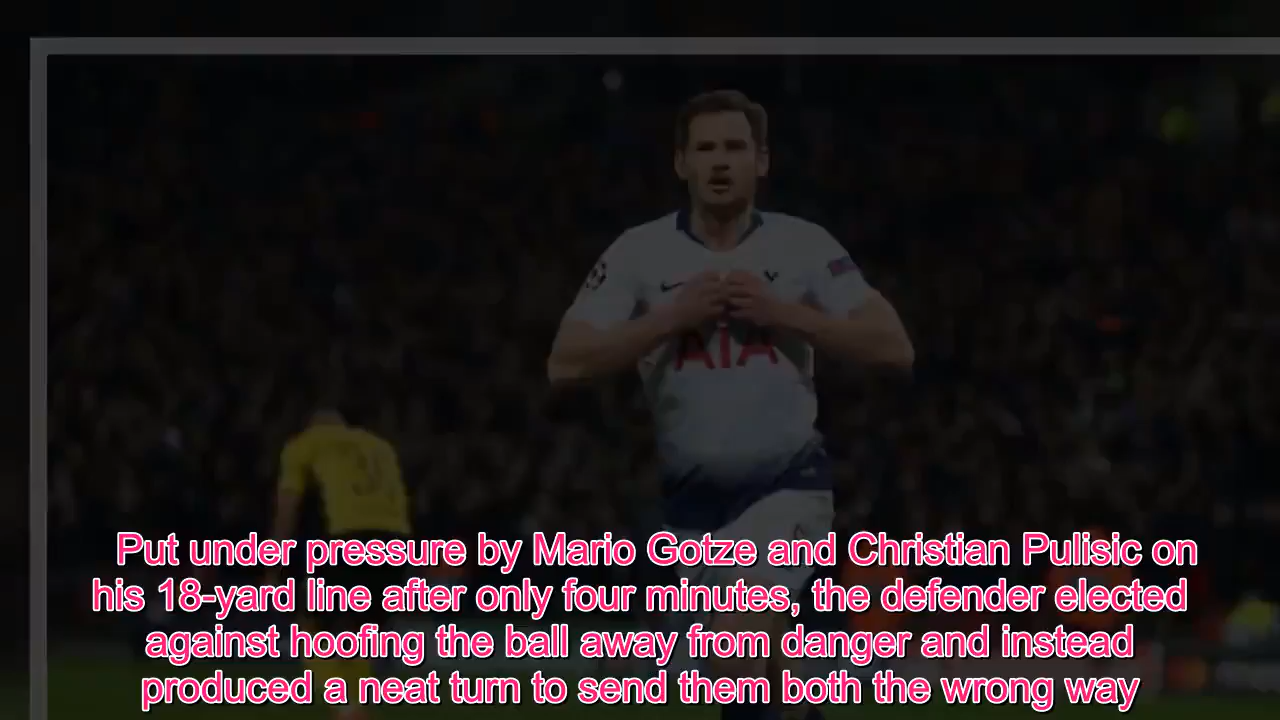 AIA
Put under pressure by Mario Gotze and Christian Pulisic on
his 18-yard line after only four minutes, the defender elected
against hoofing the ball away from danger and instead
produced a neat turn to send them both the wrong way